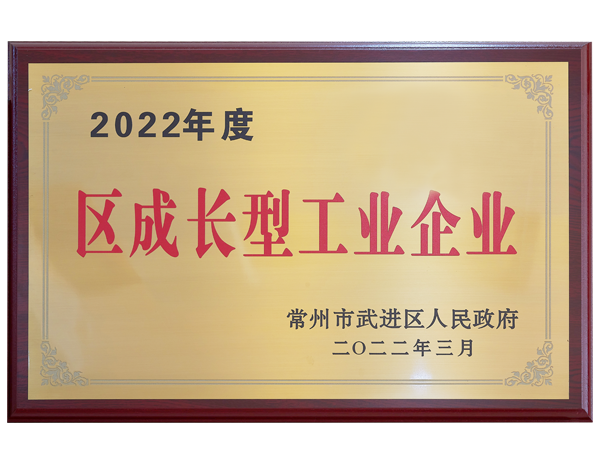 2022年度
区成长型工业企业
常州市武进区人民政府
二〇二二年三月